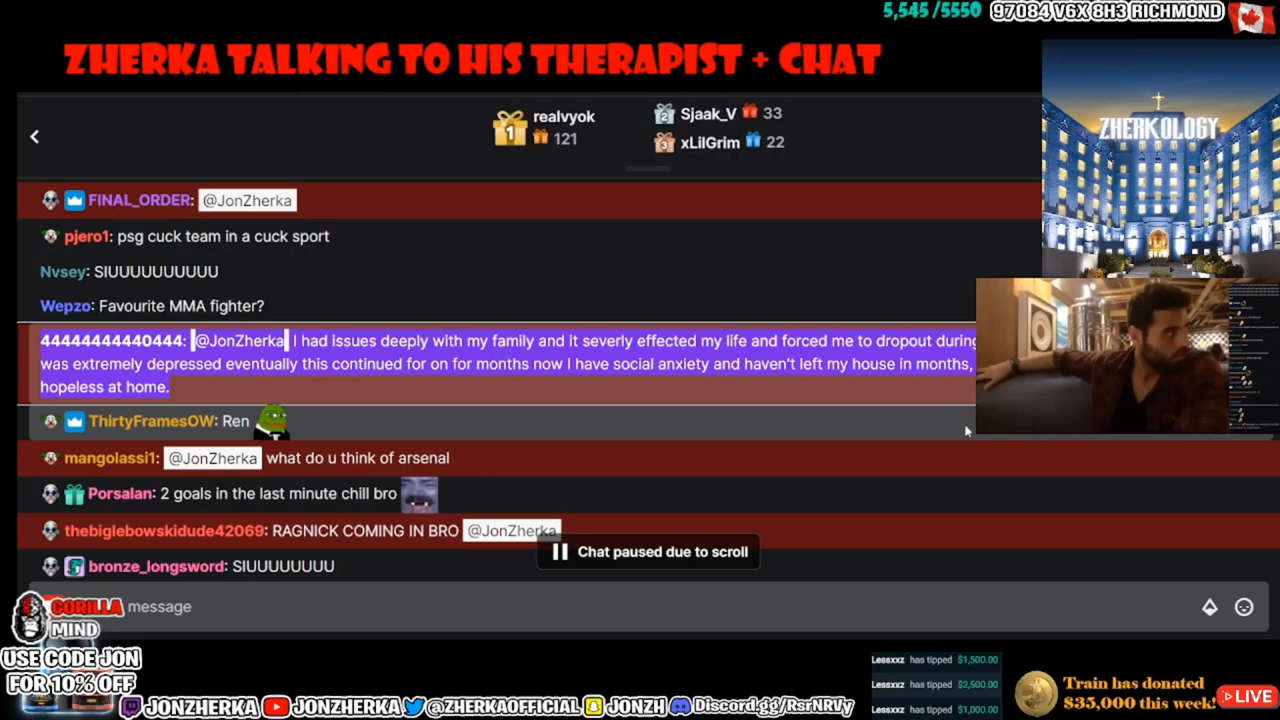 5,545 /5550
97084 V6X 8H3 RICHMOND
ZHERKA TALKING TO HIS THERAPIST + CHAT
ZHERKOLOGY
1
realvyok
121
2
Sjaak_V 33
3
xLilGrim 22
FINAL_ORDER: @JonZherka
pjero1: psg cuck team in a cuck sport
Nvsey: SIUUUUUUUUUU
Wepzo: Favourite MMA fighter?
44444444440444: @JonZherka I had issues deeply with my family and it severly effected my life and forced me to dropout during
was extremely depressed eventually this continued for on for months now I have social anxiety and haven't left my house in months,
hopeless at home.
ThirtyFramesOW: Ren
mangolassi1: @JonZherka what do u think of arsenal
Porsalan: 2 goals in the last minute chill bro
thebiglebowskidude42069: RAGNICK COMING IN BRO @JonZherka
Chat paused due to scroll
bronze_longsword: SIUUUUUUUU
message
GORILLA
MIND
USE CODE JON
FOR 10% OFF
JONZHERKA JONZHERKA @ZHERKAOFFICIAL JONZH Discord.gg/RsrNRVy
Lessxxz has tipped $1,500.00
Lessxxz has tipped $2,500.00
Lessxxz has tipped $1,000.00
Train has donated
$35,000 this week!
LIVE